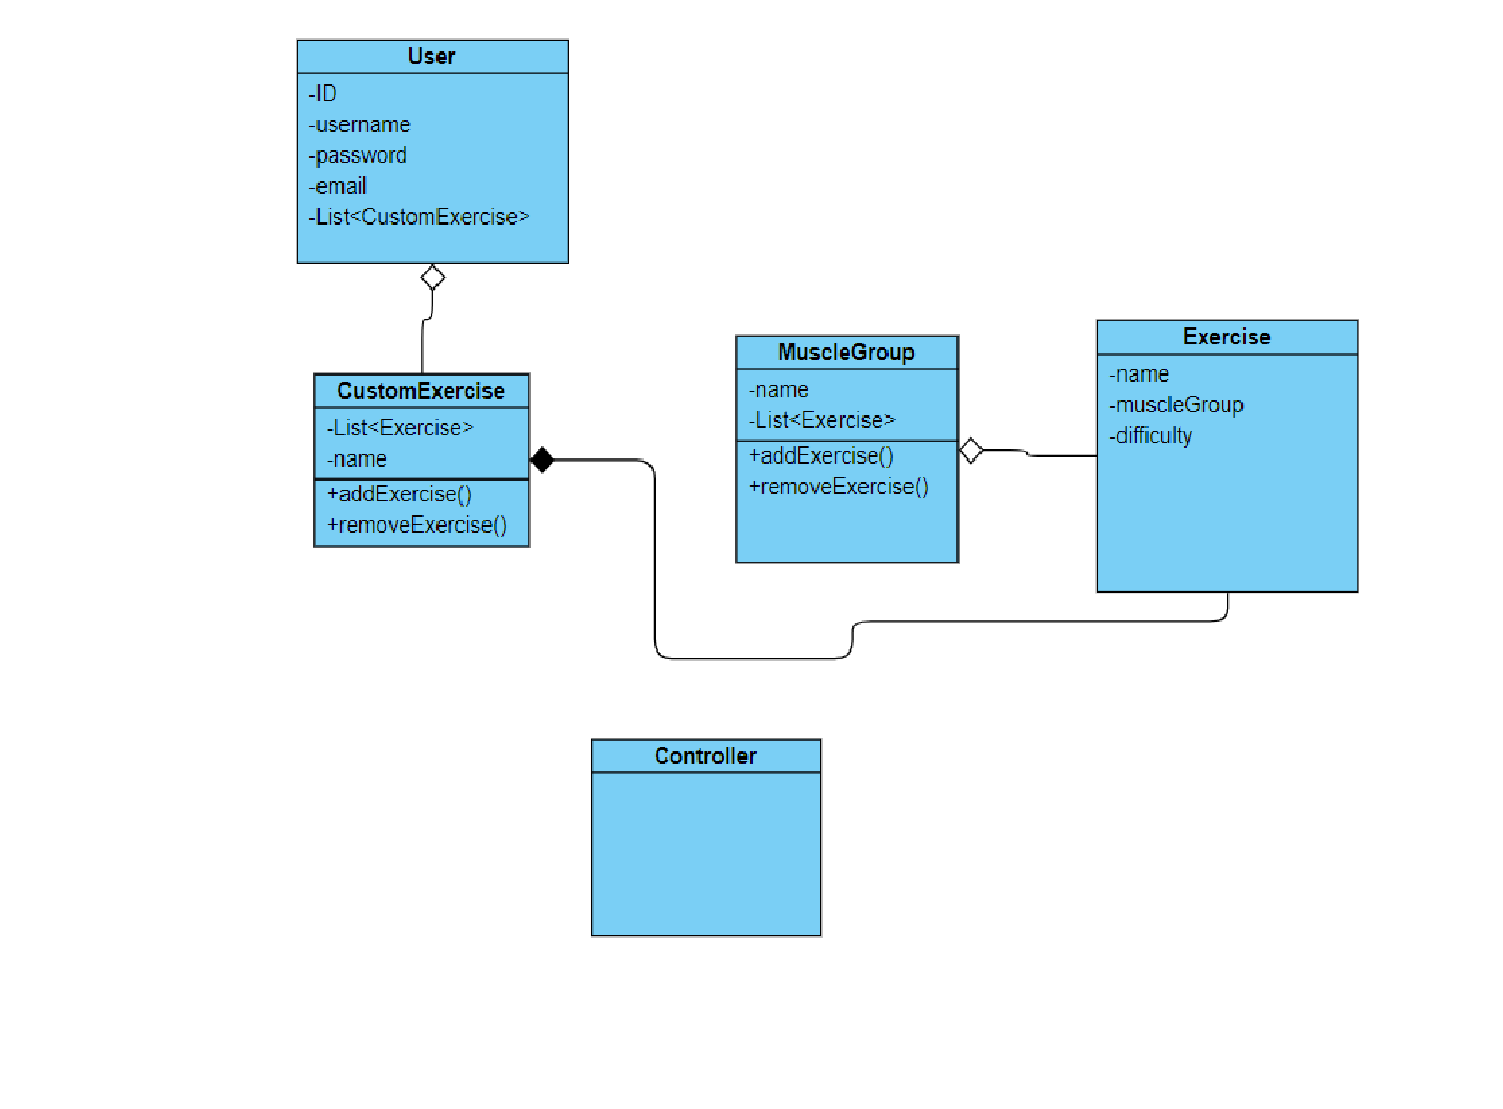 User
-ID
-username
-password
-email
-List<CustomExercise>
CustomExercise
-List<Exercise>
-name
+addExercise()
+removeExercise()
MuscleGroup
-name
-List<Exercise>
+addExercise()
+removeExercise()
Exercise
-name
-muscleGroup
-difficulty
Controller